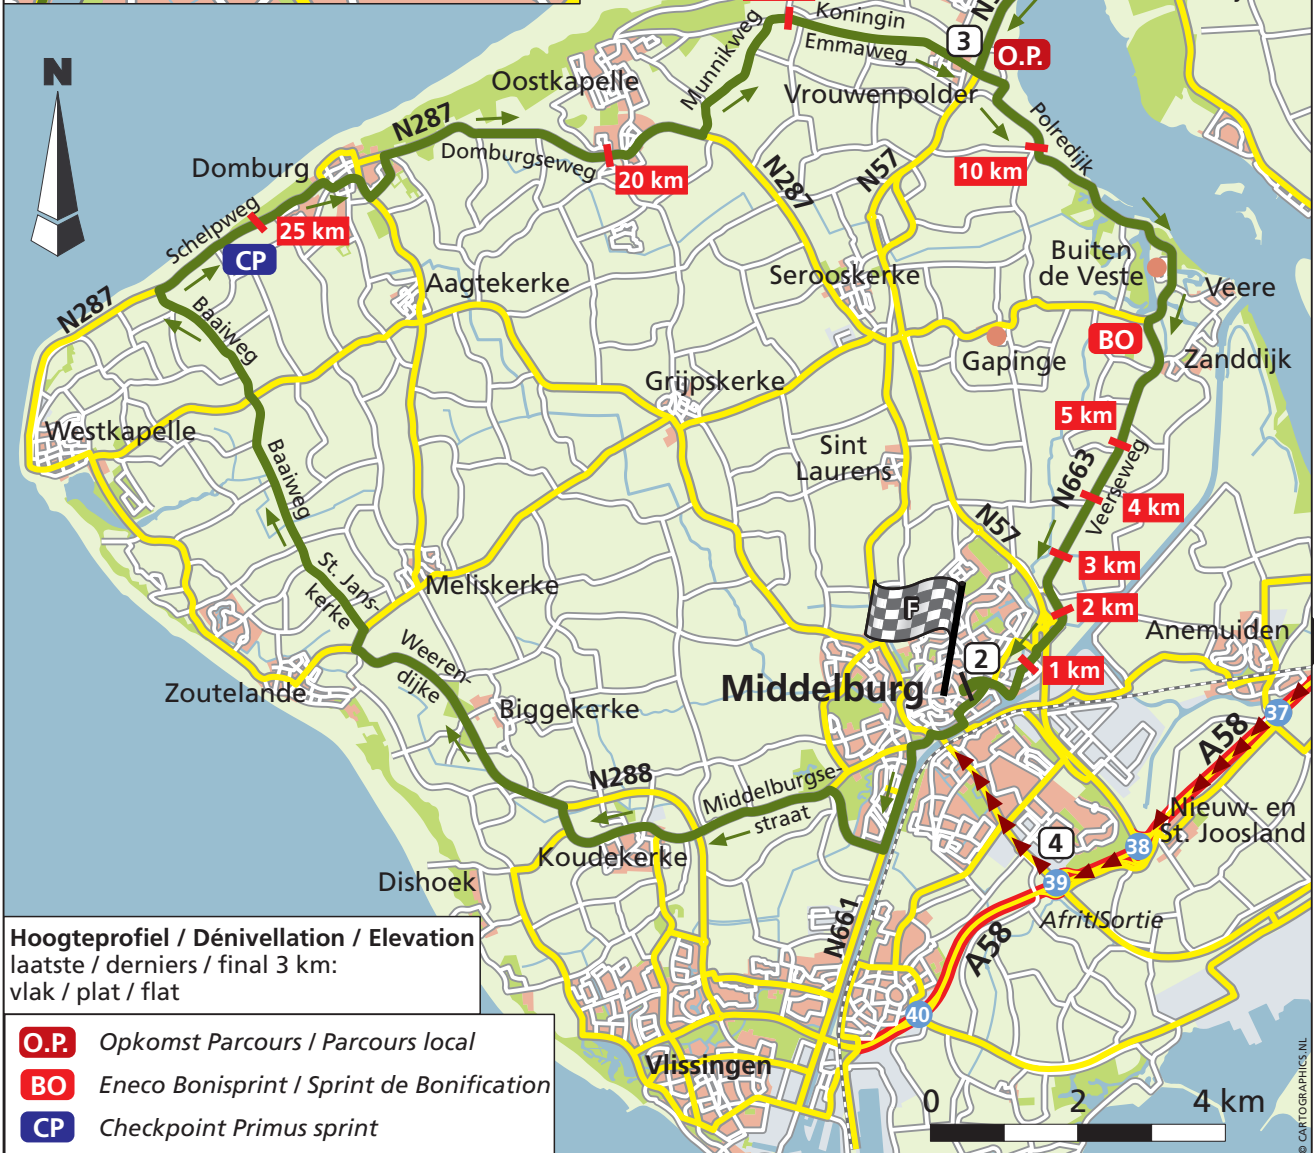 N
Koningin
Emmaweg
3
O.P.
Munnikweg
Oostkapelle
Vrouwenpolder
N287
Domburgseweg
20 km
N287
N57
10 km
Polredijk
Domburg
Schelpweg
25 km
CP
Buiten
de Veste
Serooskerke
Veere
Aagtekerke
N287
Baaiweg
BO
Gapinge
Zanddijk
Grijpskerke
5 km
Westkapelle
Sint
Laurens
N663
Veerseweg
4 km
Baaiweg
N57
3 km
St. Jans-
kerke
Meliskerke
F
2 km
Anemuiden
2
1 km
Weeren-
dijke
Zoutelande
Middelburg
Biggekerke
37
A58
N288
Middelburgse-
straat
Nieuw- en
St. Joosland
4
38
Koudekerke
39
Dishoek
Afrit/Sortie
N661
A58
Hoogteprofiel / Dénivellation / Elevation
laatste / derniers / final 3 km:
vlak / plat / flat
40
O.P. Opkomst Parcours / Parcours local
BO Eneco Bonisprint / Sprint de Bonification
CP Checkpoint Primus sprint
Vlissingen
0 2 4 km
© CARTOGRAPHICS.NL